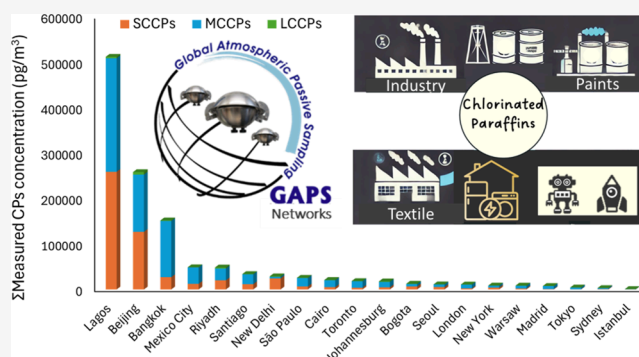 SCCPs MCCPs LCCPs
ΣMeasured CPs concentration (pg/m³)
600000
500000
400000
300000
200000
100000
0
Lagos
Beijing
Bangkok
Mexico City
Riyadh
Santiago
New Delhi
São Paulo
Cairo
Toronto
Johannesburg
Bogota
Seoul
London
New York
Warsaw
Madrid
Tokyo
Sydney
Istanbul
Global Atmospheric Passive Sampling
GAPS
Networks
Industry
Paints
Chlorinated
Paraffins
Textile